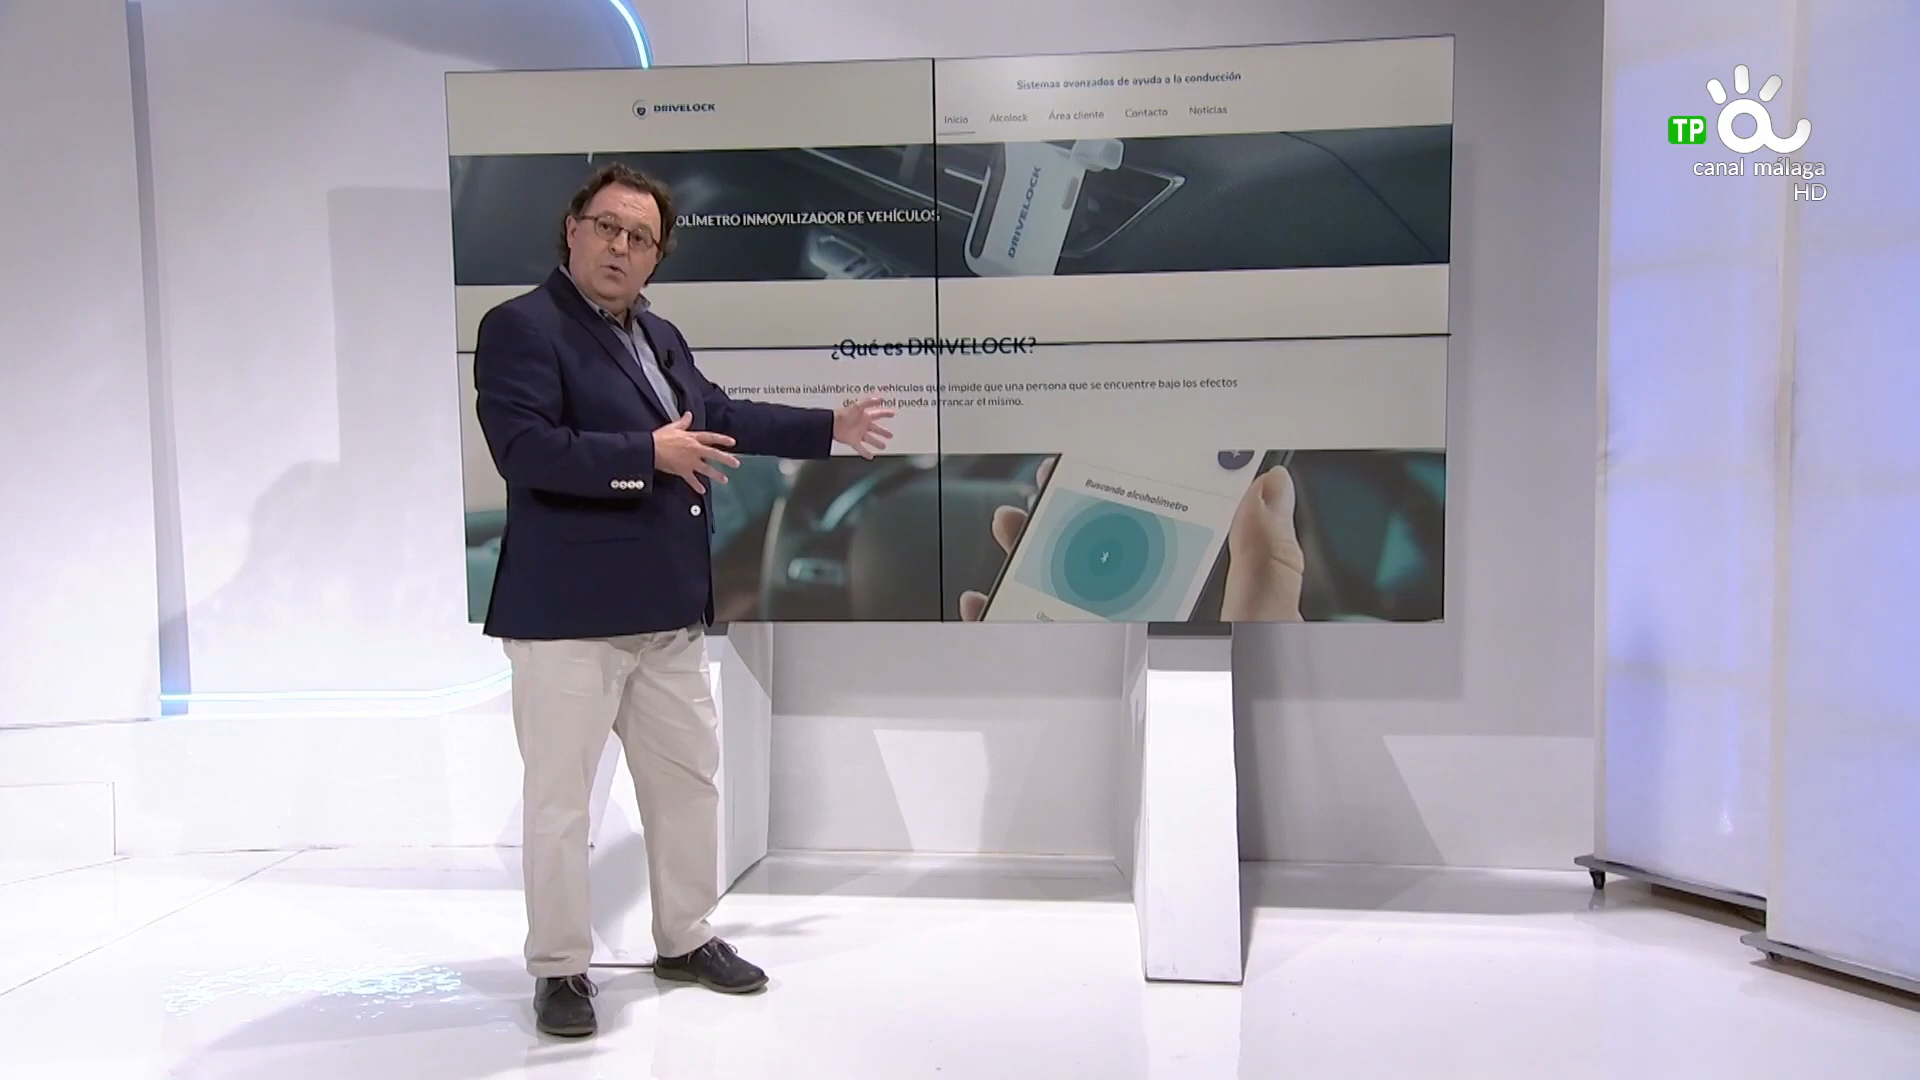 DRIVELOCK
Sistemas avanzados de ayuda a la conducción
Inicio Alcolock Área cliente Contacto Noticias
TP
canal málaga
HD
DRIVELOCK
OLÍMETRO INMOVILIZADOR DE VEHÍCULOS
¿Qué es DRIVELOCK?
primer sistema inalámbrico de vehículos que impide que una persona que se encuentre bajo los efectos
del alcohol pueda arrancar el mismo.
Buscando alcoholímetro